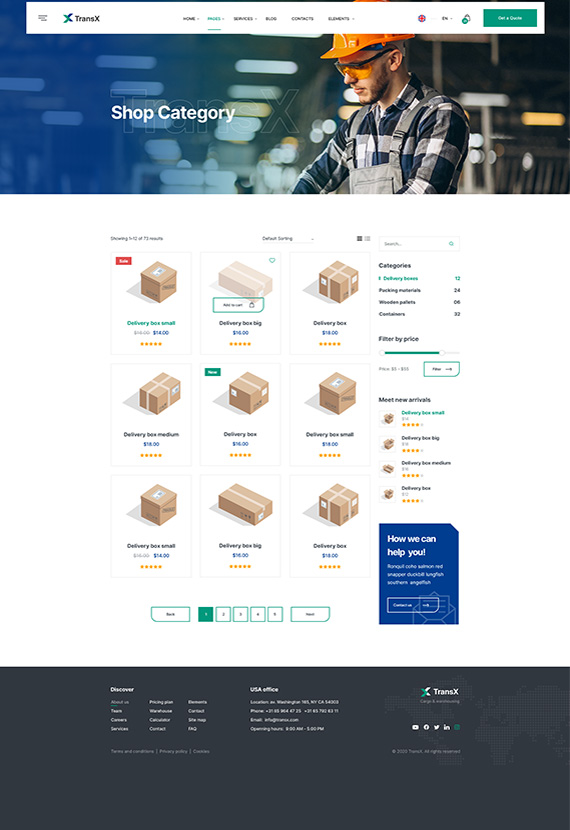 TransX
HOME PAGES SERVICES BLOG CONTACTS ELEMENTS
EN
Get a Quote
TransX
Shop Category
Showing 1-12 of 73 results
Default Sorting
Search...
Sale
Add to cart
Delivery box small
$18.00 $14.00
Delivery box big
$16.00
Delivery box
$18.00
Categories
Delivery boxes 12
Packing materials 24
Wooden pallets 06
Containers 32
Filter by price
Price: $5 - $55
Filter
New
Delivery box medium
$18.00
Delivery box
$16.00
Delivery box small
$18.00
Meet new arrivals
Delivery box small
$14
Delivery box big
$16
Delivery box medium
$16
Delivery box
$12
Delivery box small
$18.00 $14.00
Delivery box big
$16.00
Delivery box
$18.00
How we can
help you!
Ronquil coho salmon red
snapper duckbill lungfish
southern angelfish
Contact us
Back
1 2 3 4 5
Next
Discover
About us
Team
Careers
Services
Pricing plan
Warehouse
Calculator
Contact
Elements
Contact
Site map
FAQ
USA office
Location: av. Washington 165, NY CA 54003
Phone: +31 85 964 47 25 +31 65 792 63 11
Email: info@transx.com
Openning hours: 9:00 AM - 5.00 PM
TransX
Cargo & warehousing
Terms and conditions | Privacy policy | Cookies
© 2020 TransX. All rights reserved